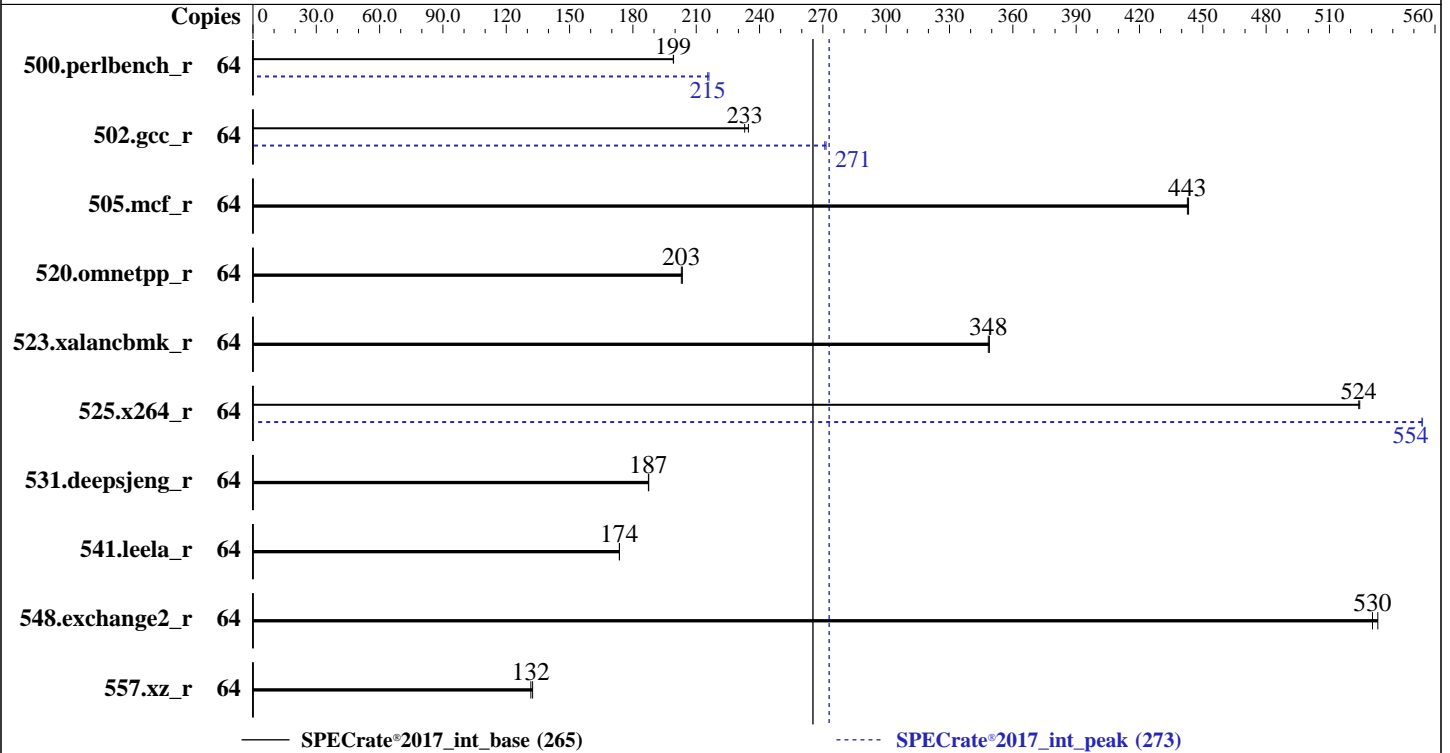 Copies 0 30.0 60.0 90.0 120 150 180 210 240 270 300 330 360 390 420 450 480 510 560
199
500.perlbench_r 64
215
233
502.gcc_r 64
271
443
505.mcf_r 64
203
520.omnetpp_r 64
348
523.xalancbmk_r 64
524
525.x264_r 64
554
187
531.deepsjeng_r 64
174
541.leela_r 64
530
548.exchange2_r 64
132
557.xz_r 64
SPECrate®2017_int_base (265) SPECrate®2017_int_peak (273)